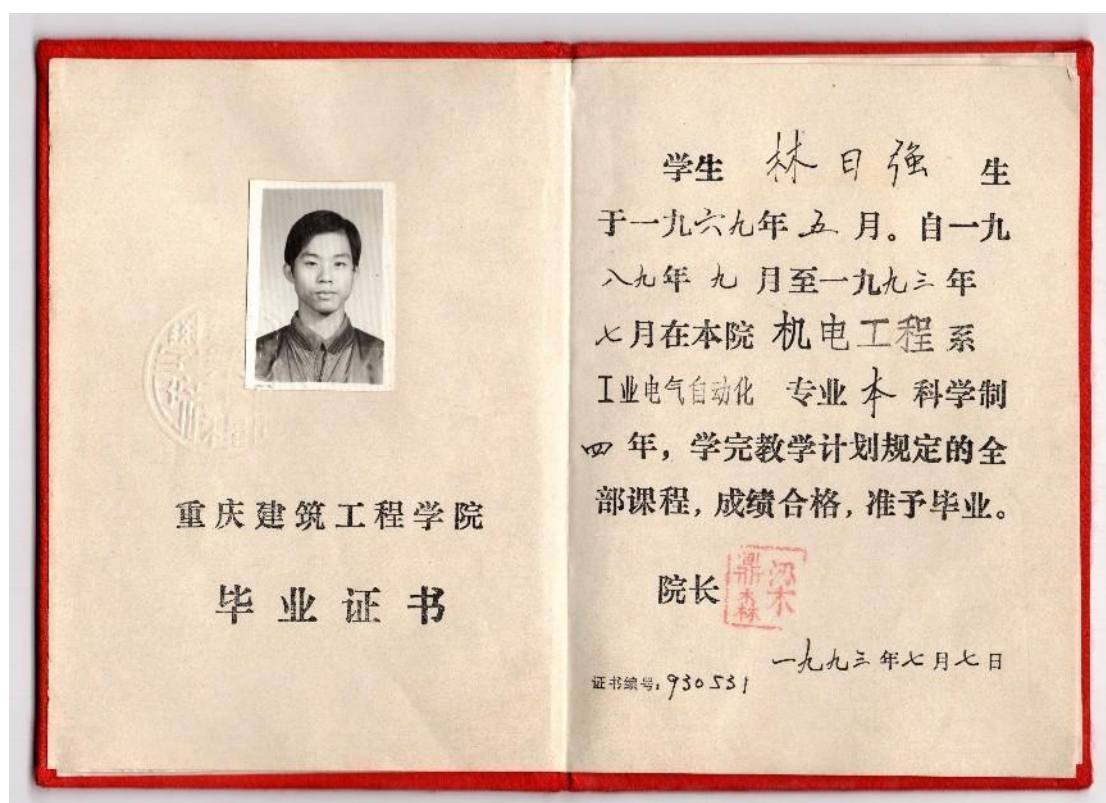 重庆建筑工程学院
毕业证书
学生 林日强 生
于一九六九年五月。自一九
八九年九月至一九九三年
七月在本院机电工程系
工业电气自动化专业本科学制
四年，学完教学计划规定的全
部课程，成绩合格，准予毕业。
院长
一九九三年七月七日
证书编号：930531